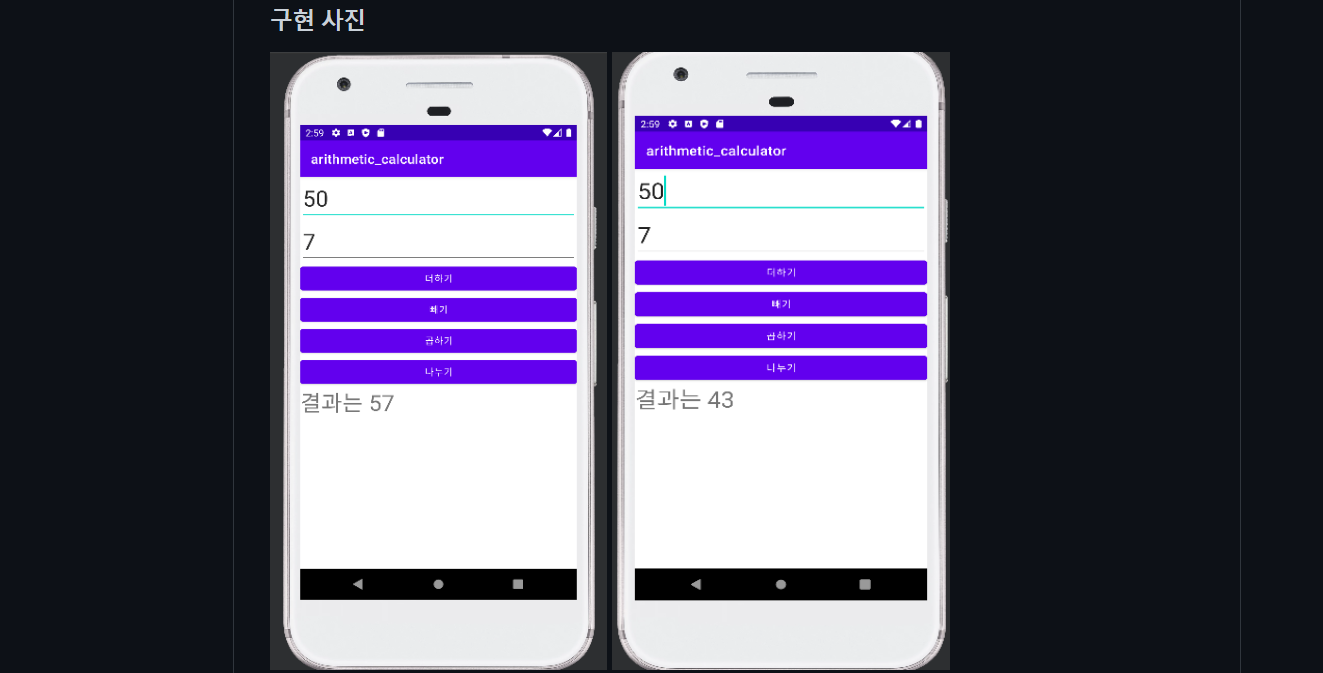 구현 사진
2:59
arithmetic_calculator
50
7
더하기
빼기
곱하기
나누기
결과는 57
2:59
arithmetic_calculator
50
7
더하기
빼기
곱하기
나누기
결과는 43